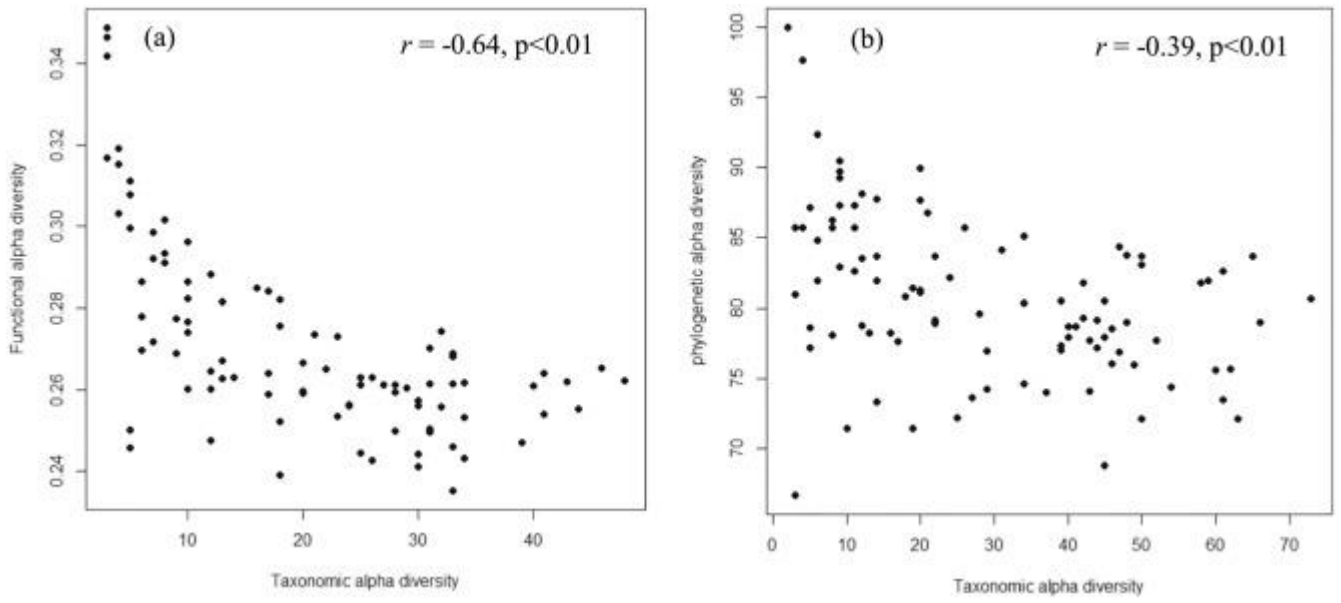 (a)
r = -0.64, p<0.01
Functional alpha diversity
0.34
0.32
0.30
0.28
0.26
0.24
10 20 30 40
Taxonomic alpha diversity
(b)
r = -0.39, p<0.01
phylogenetic alpha diversity
100
95
90
85
80
75
70
0 10 20 30 40 50 60 70
Taxonomic alpha diversity